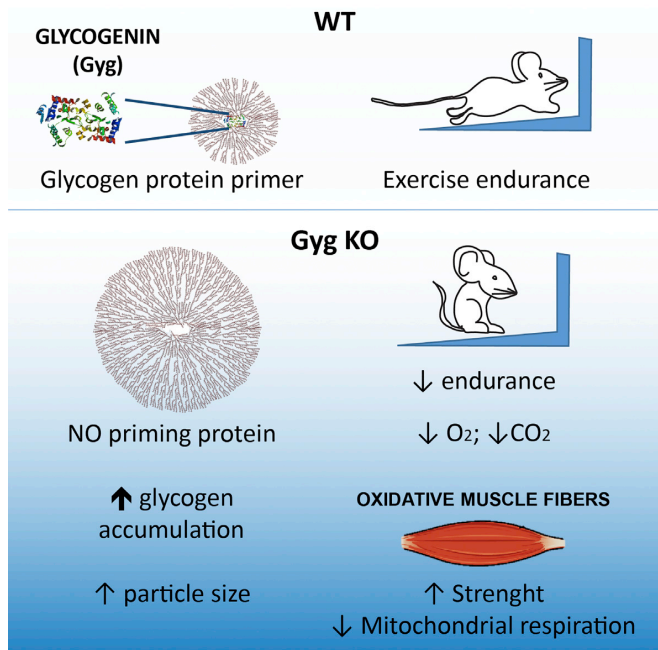 WT
GLYCOGENIN
(Gyg)
Glycogen protein primer
Exercise endurance
Gyg KO
NO priming protein
↓ endurance
↓ O₂; ↓CO₂
↑ glycogen
accumulation
↑ particle size
OXIDATIVE MUSCLE FIBERS
↑ Strenght
↓ Mitochondrial respiration